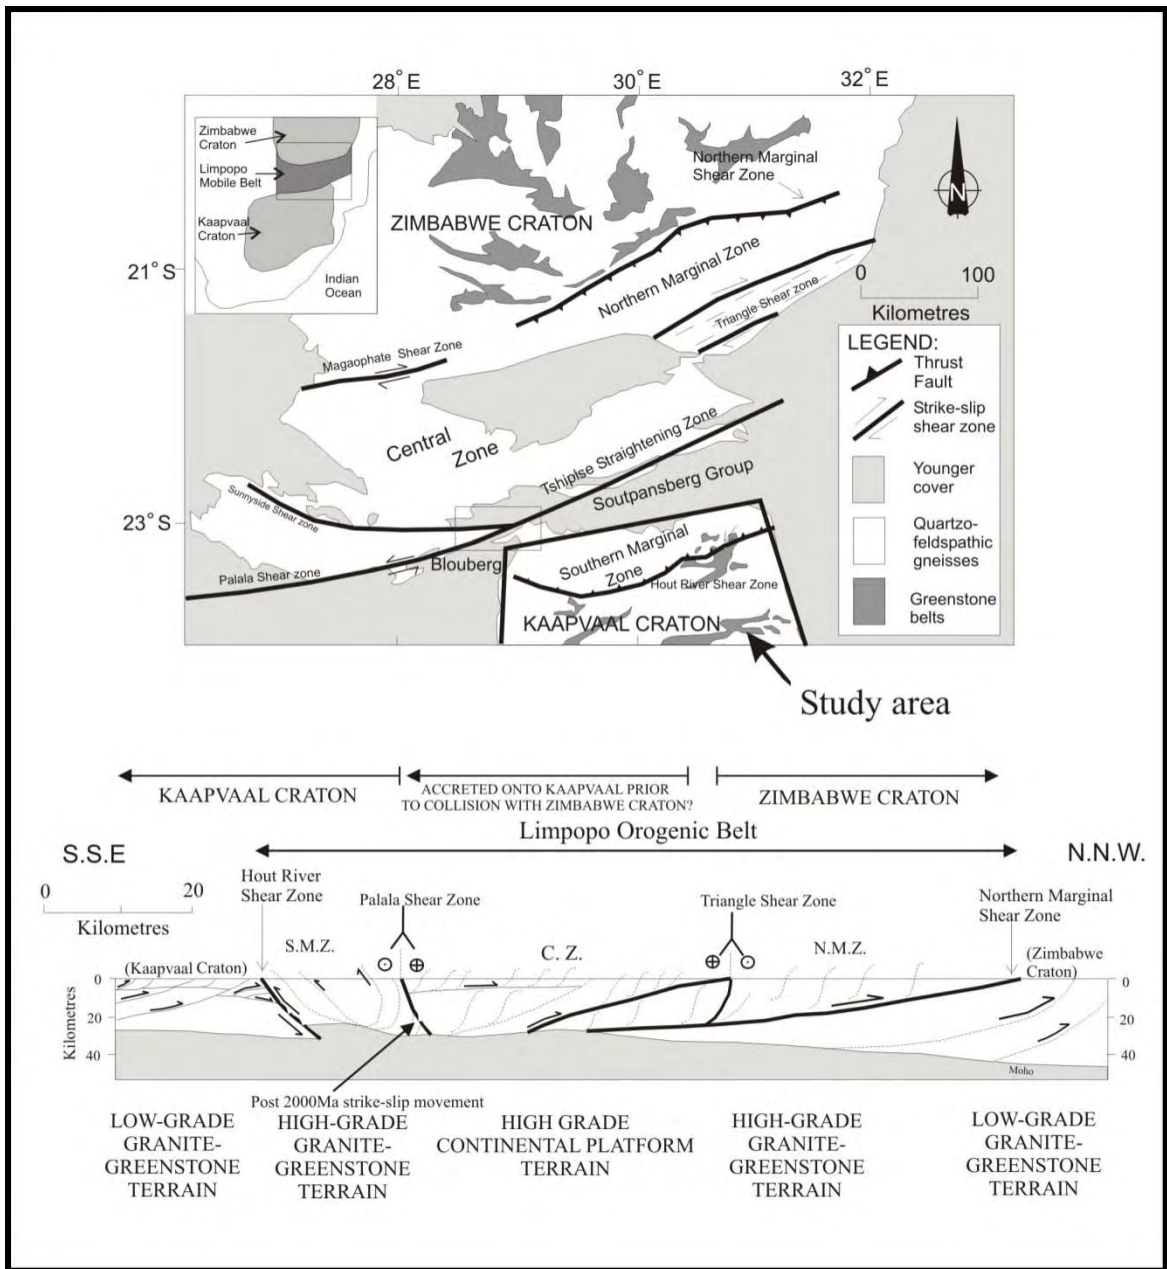 28° E
30° E
32° E
21° S
23° S
Zimbabwe
Craton
Limpopo
Mobile Belt
Kaapvaal
Craton
Indian
Ocean
ZIMBABWE CRATON
Northern Marginal
Shear Zone
N
Northern Marginal Zone
Triangle Shear zone
0 100
Kilometres
Magaophate Shear Zone
Central
Zone
Tshiplse Straightening Zone
Soutpansberg Group
Sunnyside Shear zone
Palala Shear zone
Blouberg
Southern Marginal
Zone
Hout River Shear Zone
KAAPVAAL CRATON
LEGEND:
Thrust
Fault
Strike-slip
shear zone
Younger
cover
Quartzo-
feldspathic
gneisses
Greenstone
belts
Study area
KAAPVAAL CRATON
ACCRETED ONTO KAAPVAAL PRIOR
TO COLLISION WITH ZIMBABWE CRATON?
ZIMBABWE CRATON
Limpopo Orogenic Belt
S.S.E
N.N.W.
0 20
Kilometres
Hout River
Shear Zone
Palala Shear Zone
Triangle Shear Zone
Northern Marginal
Shear Zone
S.M.Z.
C. Z.
N.M.Z.
(Kaapvaal Craton)
(Zimbabwe
Craton)
Kilometres
0
20
40
0
20
40
Moho
Post 2000Ma strike-slip movement
LOW-GRADE
GRANITE-
GREENSTONE
TERRAIN
HIGH-GRADE
GRANITE-
GREENSTONE
TERRAIN
HIGH GRADE
CONTINENTAL PLATFORM
TERRAIN
HIGH-GRADE
GRANITE-
GREENSTONE
TERRAIN
LOW-GRADE
GRANITE-
GREENSTONE
TERRAIN